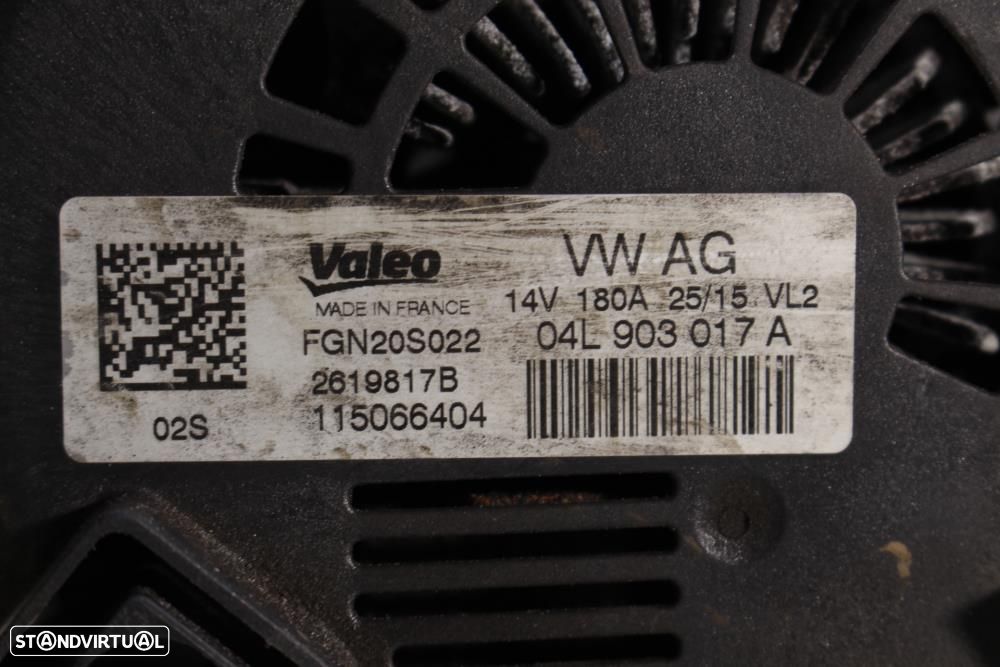 Valeo
MADE IN FRANCE
FGN20S022
2619817B
115066404
02S
VW AG
14V 180A 25/15 VL2
04L 903 017 A
STANDVIRTUAL